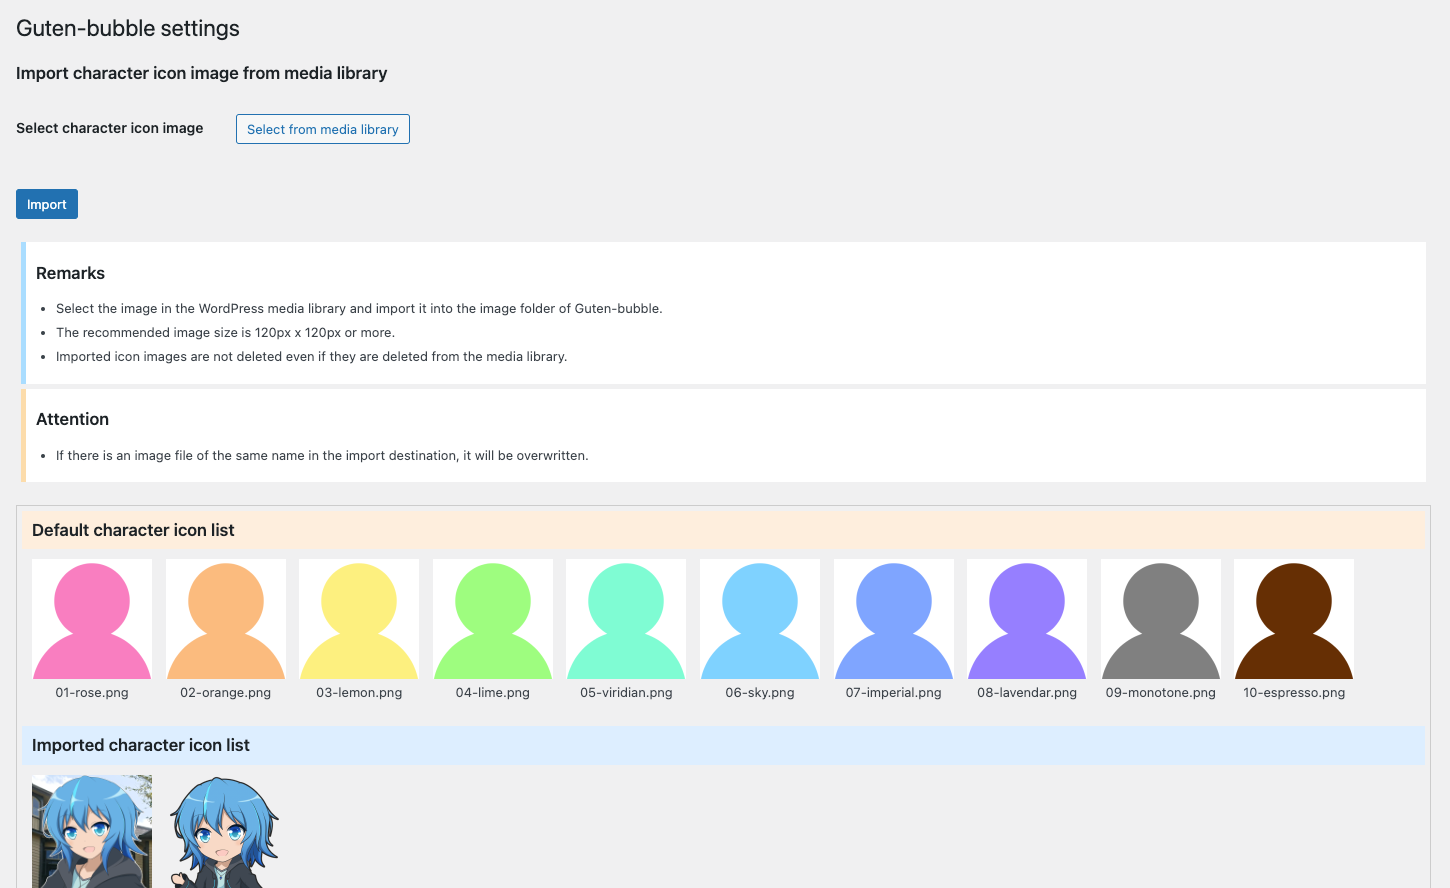 Guten-bubble settings
Import character icon image from media library
Select character icon image
Select from media library
Import
Remarks
Select the image in the WordPress media library and import it into the image folder of Guten-bubble.
The recommended image size is 120px x 120px or more.
Imported icon images are not deleted even if they are deleted from the media library.
Attention
If there is an image file of the same name in the import destination, it will be overwritten.
Default character icon list
01-rose.png
02-orange.png
03-lemon.png
04-lime.png
05-viridian.png
06-sky.png
07-imperial.png
08-lavendar.png
09-monotone.png
10-espresso.png
Imported character icon list